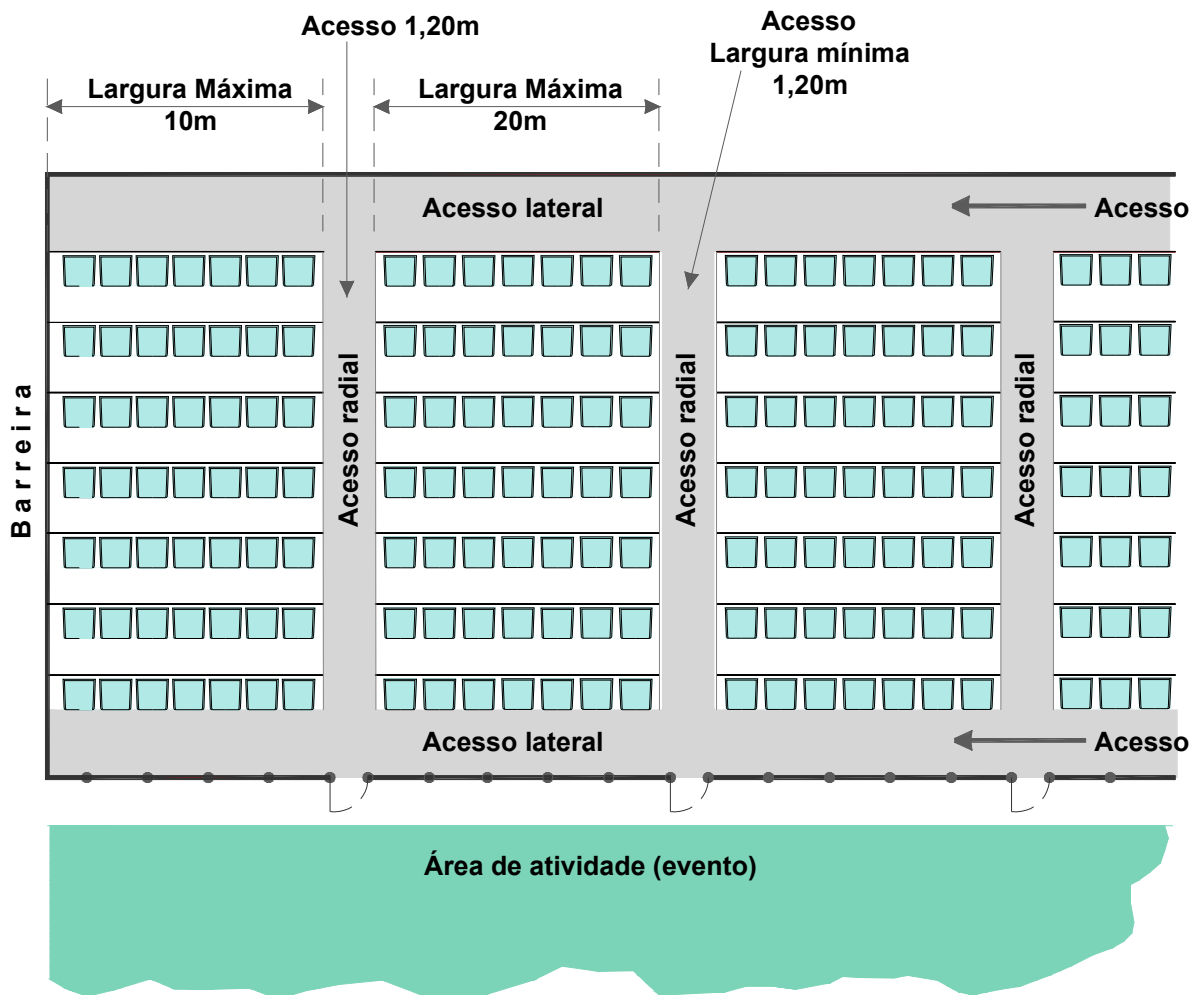 Acesso 1,20m
Acesso
Largura mínima
1,20m
Largura Máxima
10m
Largura Máxima
20m
Acesso lateral
Acesso
Barreira
Acesso radial
Acesso radial
Acesso radial
Acesso lateral
Acesso
Área de atividade (evento)